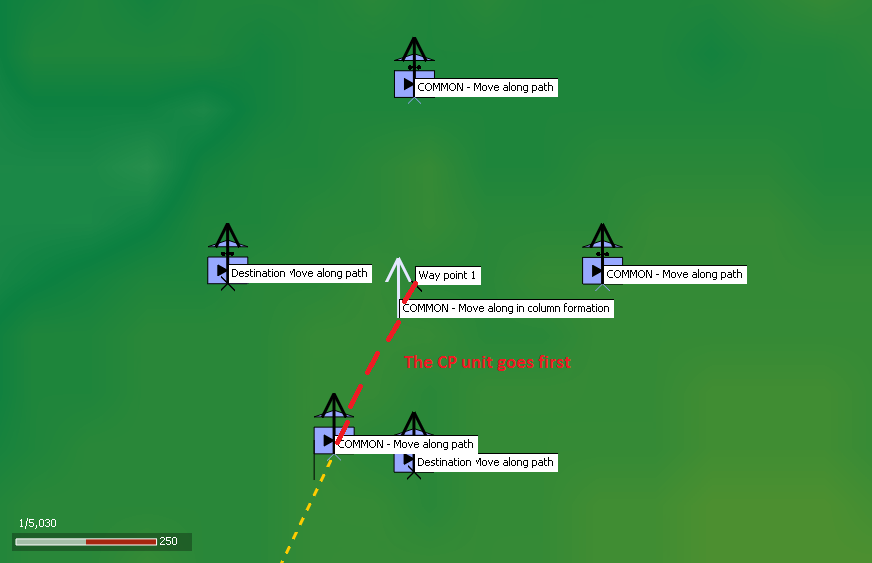 COMMON - Move along path
Destination Move along path
Way point 1
COMMON - Move along path
COMMON - Move along in column formation
The CP unit goes first
COMMON - Move along path
Destination Move along path
1/5,030
250